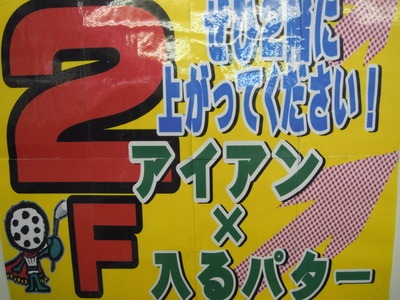 2F
ぜひ2階に
上がってください!
アイアン
×
入るパター